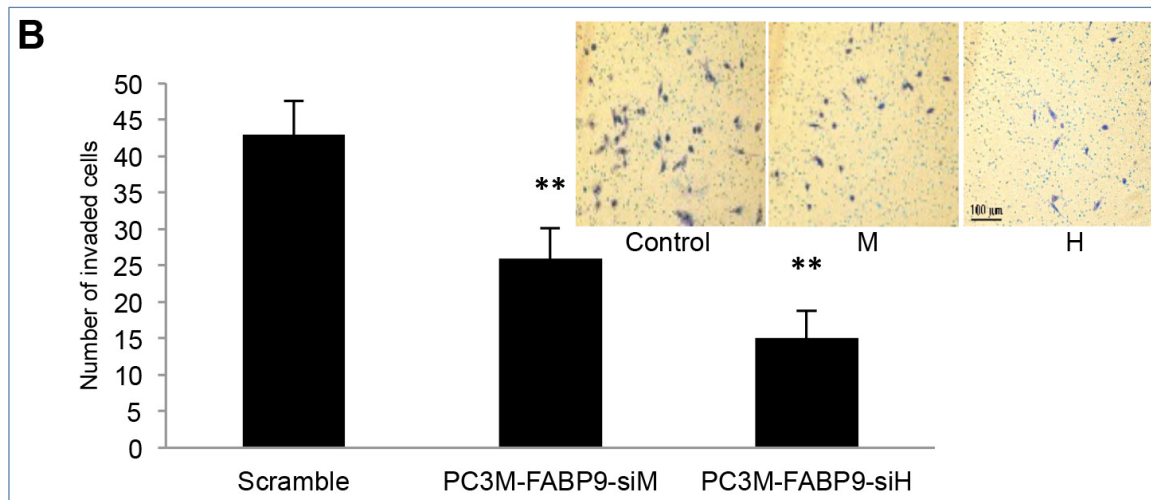 B
Number of invaded cells
50
45
40
35
30
25
20
15
10
5
0
**
**
Scramble PC3M-FABP9-siM PC3M-FABP9-siH
Control M H
100 µm